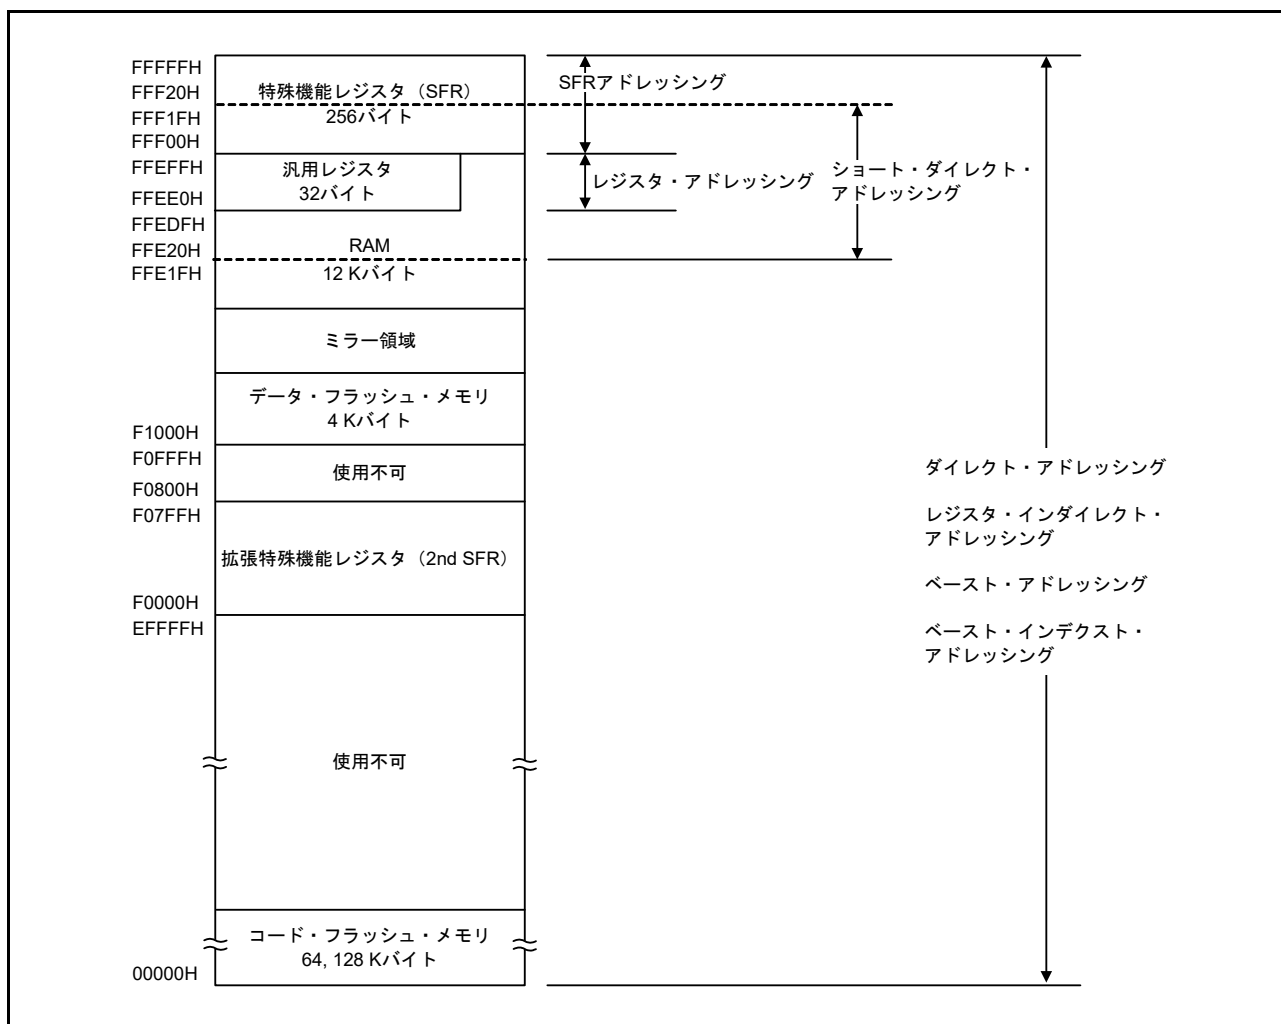 FFFFFH
FFF20H
FFF1FH
FFF00H
FFEFFH
FFEE0H
FFEDFH
FFE20H
FFE1FH
F1000H
F0FFFH
F0800H
F07FFH
F0000H
EFFFFH
00000H
特殊機能レジスタ（SFR）
256バイト
汎用レジスタ
32バイト
RAM
12 Kバイト
ミラー領域
データ・フラッシュ・メモリ
4 Kバイト
使用不可
拡張特殊機能レジスタ（2nd SFR）
使用不可
コード・フラッシュ・メモリ
64, 128 Kバイト
SFRアドレッシング
レジスタ・アドレッシング
ショート・ダイレクト・
アドレッシング
ダイレクト・アドレッシング
レジスタ・インダイレクト・
アドレッシング
ベースト・アドレッシング
ベースト・インデクスト・
アドレッシング